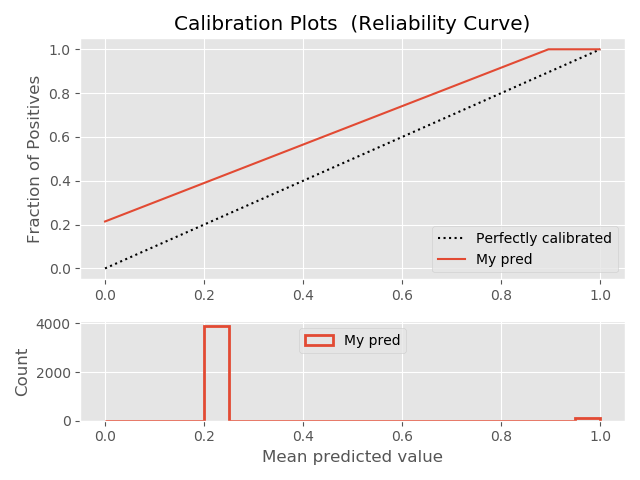 Calibration Plots  (Reliability Curve)
Fraction of Positives
1.0
0.8
0.6
0.4
0.2
0.0
Perfectly calibrated
My pred
0.0 0.2 0.4 0.6 0.8 1.0
Count
4000
2000
0
My pred
0.0 0.2 0.4 0.6 0.8 1.0
Mean predicted value